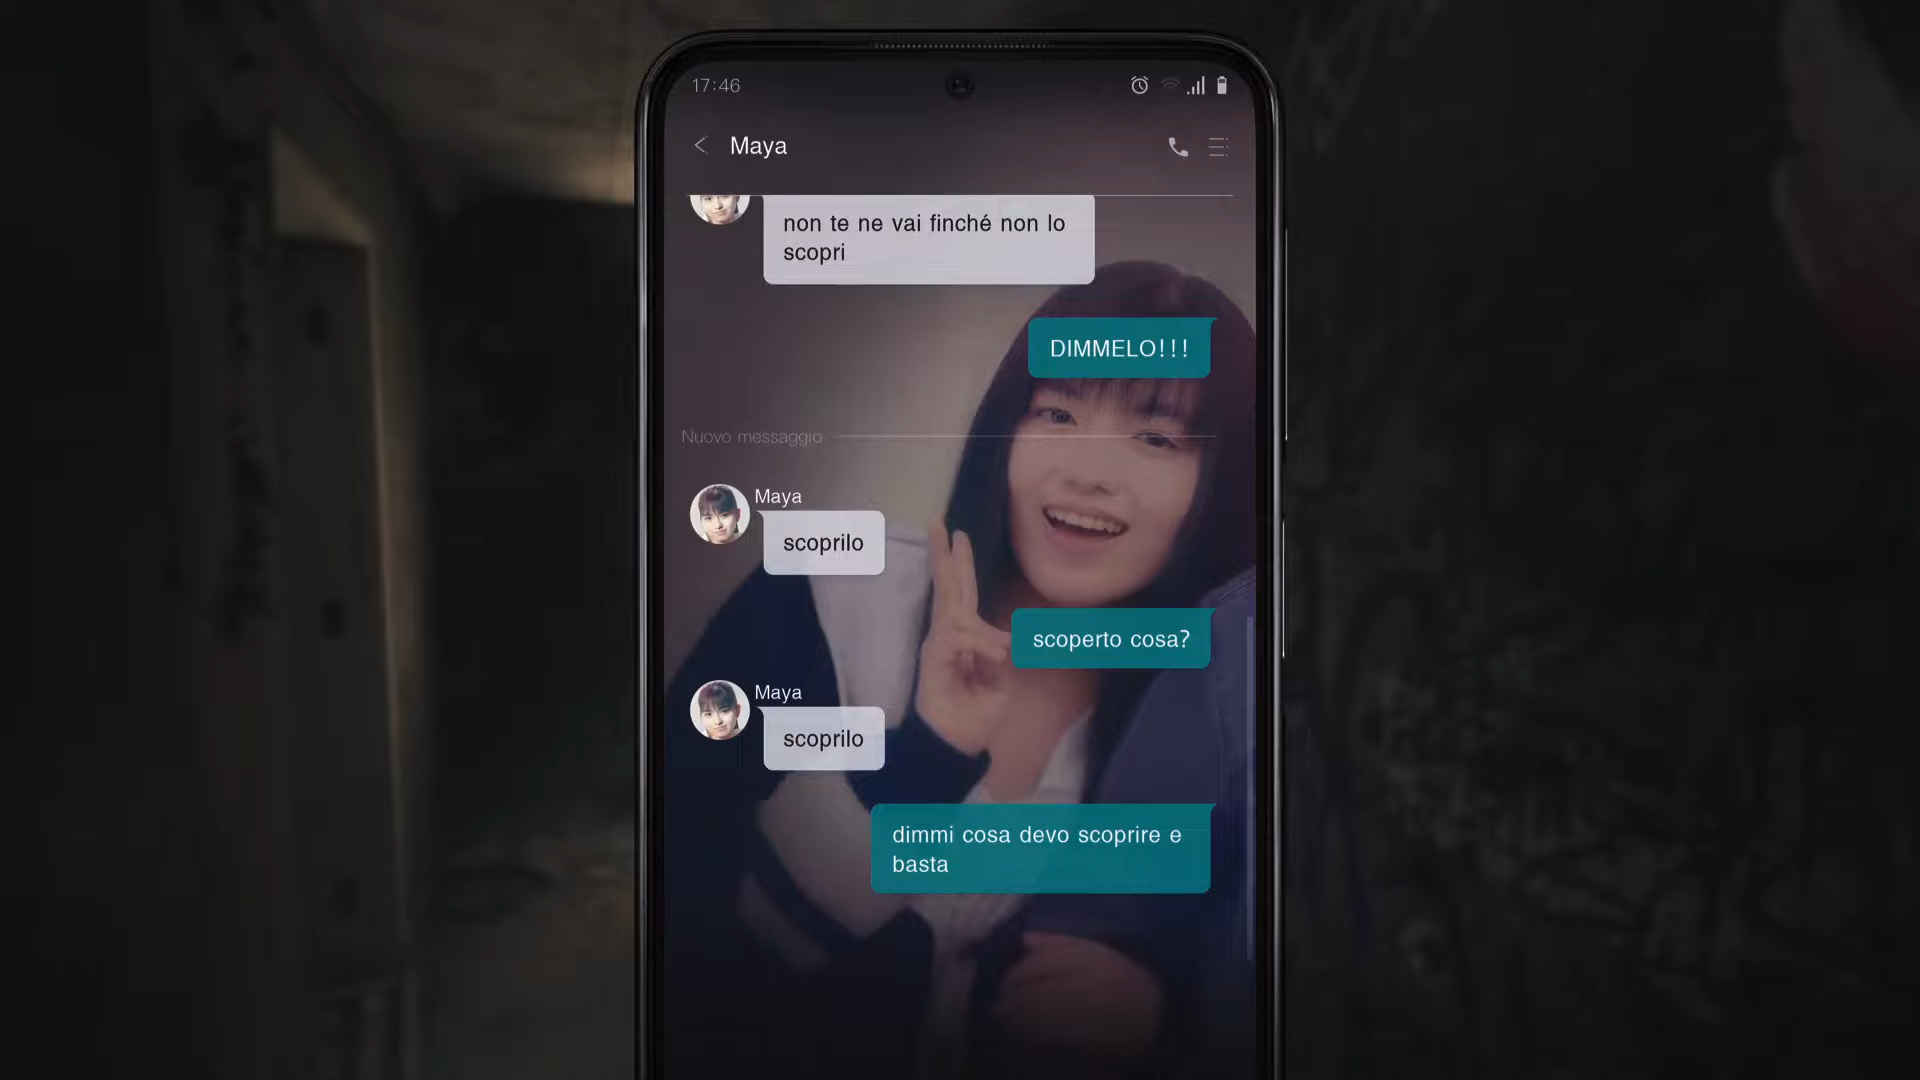 17:46
Maya
non te ne vai finché non lo
scopri
DIMMELO!!!
Nuovo messaggio
Maya
scoprilo
scoperto cosa?
Maya
scoprilo
dimmi cosa devo scoprire e
basta